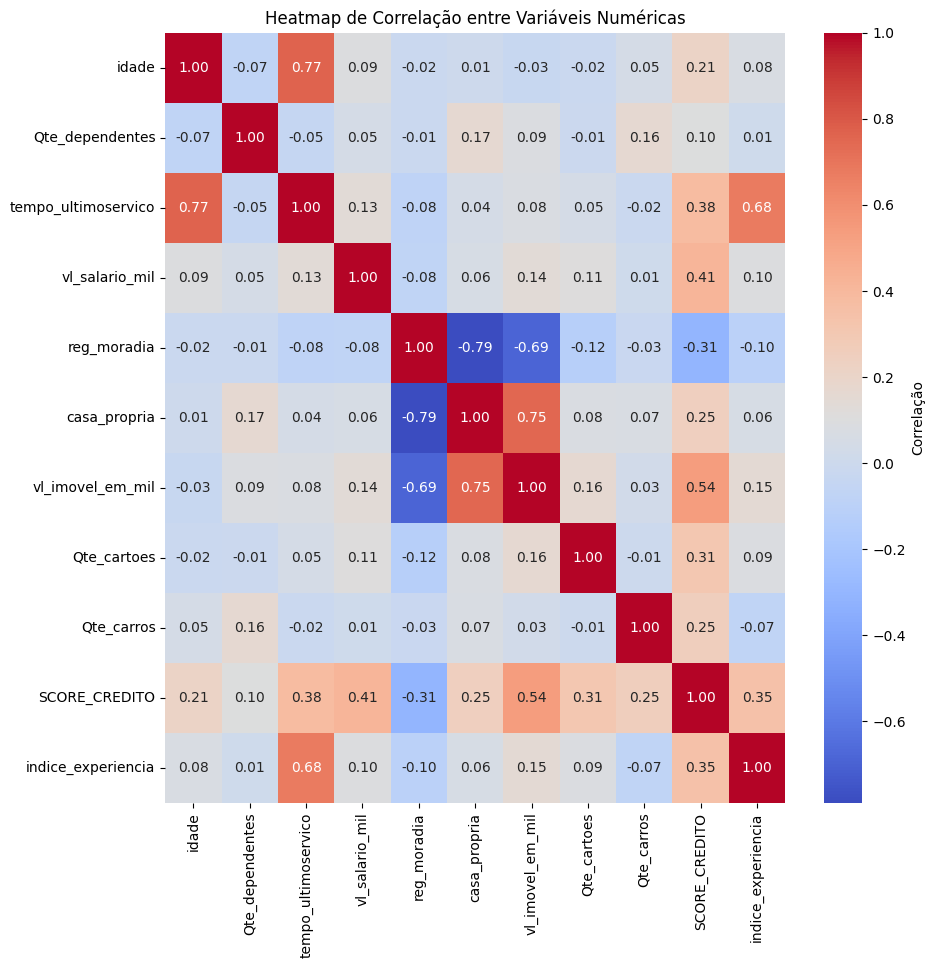 Heatmap de Correlação entre Variáveis Numéricas
idade 1.00 -0.07 0.77 0.09 -0.02 0.01 -0.03 -0.02 0.05 0.21 0.08
Qte_dependentes -0.07 1.00 -0.05 0.05 -0.01 0.17 0.09 -0.01 0.16 0.10 0.01
tempo_ultimoservico 0.77 -0.05 1.00 0.13 -0.08 0.04 0.08 0.05 -0.02 0.38 0.68
vl_salario_mil 0.09 0.05 0.13 1.00 -0.08 0.06 0.14 0.11 0.01 0.41 0.10
reg_moradia -0.02 -0.01 -0.08 -0.08 1.00 -0.79 -0.69 -0.12 -0.03 -0.31 -0.10
casa_propria 0.01 0.17 0.04 0.06 -0.79 1.00 0.75 0.08 0.07 0.25 0.06
vl_imovel_em_mil -0.03 0.09 0.08 0.14 -0.69 0.75 1.00 0.16 0.03 0.54 0.15
Qte_cartoes -0.02 -0.01 0.05 0.11 -0.12 0.08 0.16 1.00 -0.01 0.31 0.09
Qte_carros 0.05 0.16 -0.02 0.01 -0.03 0.07 0.03 -0.01 1.00 0.25 -0.07
SCORE_CREDITO 0.21 0.10 0.38 0.41 -0.31 0.25 0.54 0.31 0.25 1.00 0.35
indice_experiencia 0.08 0.01 0.68 0.10 -0.10 0.06 0.15 0.09 -0.07 0.35 1.00
idade
Qte_dependentes
tempo_ultimoservico
vl_salario_mil
reg_moradia
casa_propria
vl_imovel_em_mil
Qte_cartoes
Qte_carros
SCORE_CREDITO
indice_experiencia
1.0
0.8
0.6
0.4
0.2
0.0
−0.2
−0.4
−0.6
Correlação